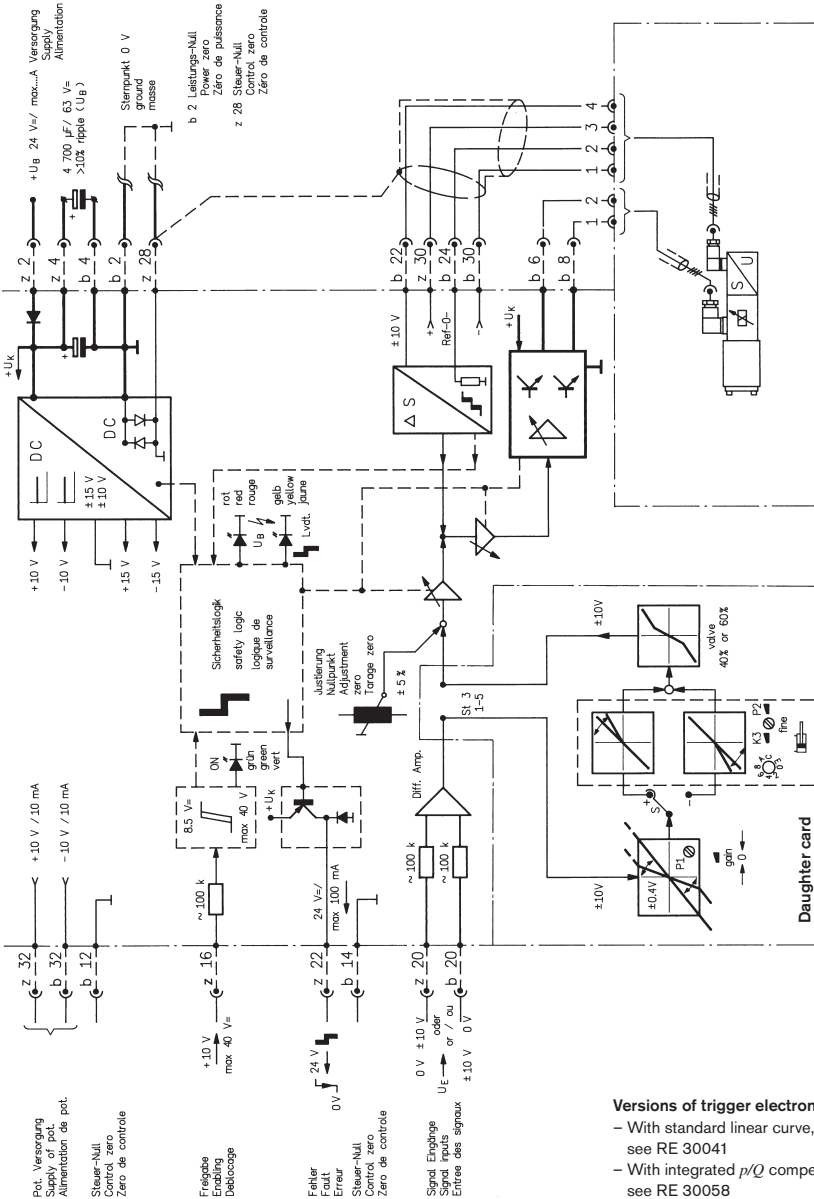 Pot. Versorgung
Supply of pot.
Alimentation de pot.
Steuer-Null
Control zero
Zero de controle
Freigabe
Enabling
Deblocage
Fehler
Fault
Erreur
Steuer-Null
Control zero
Zero de controle
Signal Eingänge
Signal inputs
Entree des signaux
+10 V
max 40 V=
24 V
0V
0 V ±10 V
oder
UE
or / ou
±10 V 0 V
z 32
b 32
b 12
z 16
z 22
b 14
z 20
b 20
+10 V / 10 mA
-10 V / 10 mA
~ 100 k
8.5 V=
max 40 V
ON
grün
green
vert
+UK
24 V=/
max 100 mA
~ 100 k
~ 100 k
Diff. Amp.
Sicherheitslogik
safety logic
logique de
surveillance
rot
red
rouge
UB
gelb
yellow
jaune
Lvdt.
Justierung
Nullpunkt
Adjustment
zero
Tarage zero
± 5 %
St 3
1-5
+10 V
-10 V
+15 V
-15 V
DC
±15 V
±10 V
DC
+UK
z 2
z 4
b 4
b 2
z 28
+UB 24 V=/ max....A Versorgung
Supply
Alimentation
4 700 µF/ 63 V=
>10% ripple (UB)
Sternpunkt 0 V
ground
masse
b 2 Leistungs-Null
Power zero
Zéro de puissance
z 28 Steuer-Null
Control zero
Zéro de controle
Δ S
±10 V
+
Ref-0-
-
b 22
z 30
b 24
b 30
+UK
b 6
b 8
4
3
2
1
2
1
S
U
±10V
±0.4V
P1
gain
0
S
+
-
K3
P2
fine
valve
40% or 60%
±10V
Daughter card
Versions of trigger electron
– With standard linear curve,
see RE 30041
– With integrated p/Q compe
see RE 30058